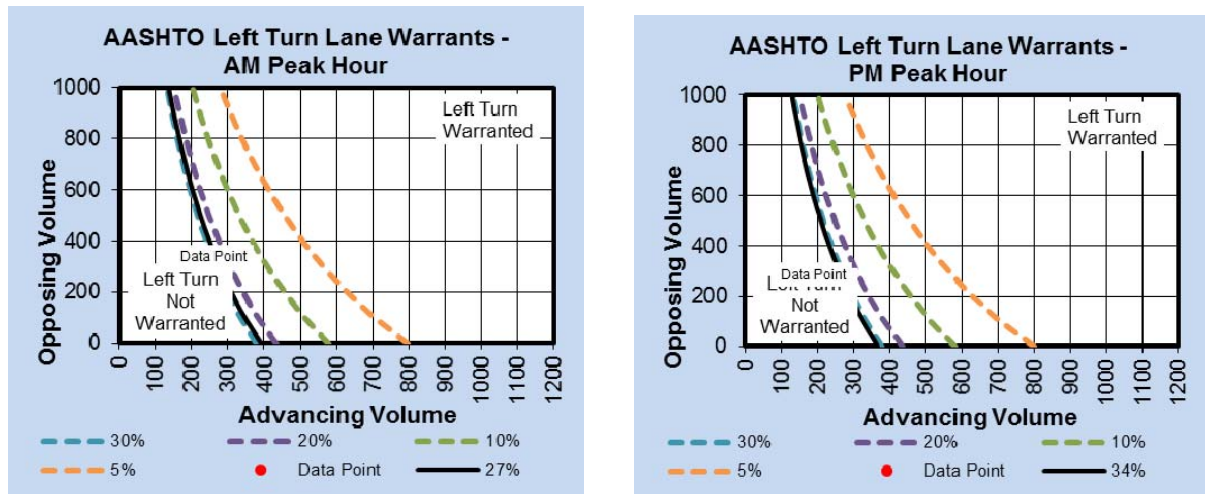 AASHTO Left Turn Lane Warrants -
AM Peak Hour
Opposing Volume
1000
800
600
400
200
0
Left Turn
Warranted
Data Point
Left Turn
Not
Warranted
0 100 200 300 400 500 600 700 800 900 1000 1100 1200
Advancing Volume
30% 20% 10%
5% Data Point 27%
AASHTO Left Turn Lane Warrants -
PM Peak Hour
Opposing Volume
1000
800
600
400
200
0
Left Turn
Warranted
Data Point
Left Turn
Not
Warranted
0 100 200 300 400 500 600 700 800 900 1000 1100 1200
Advancing Volume
30% 20% 10%
5% Data Point 34%